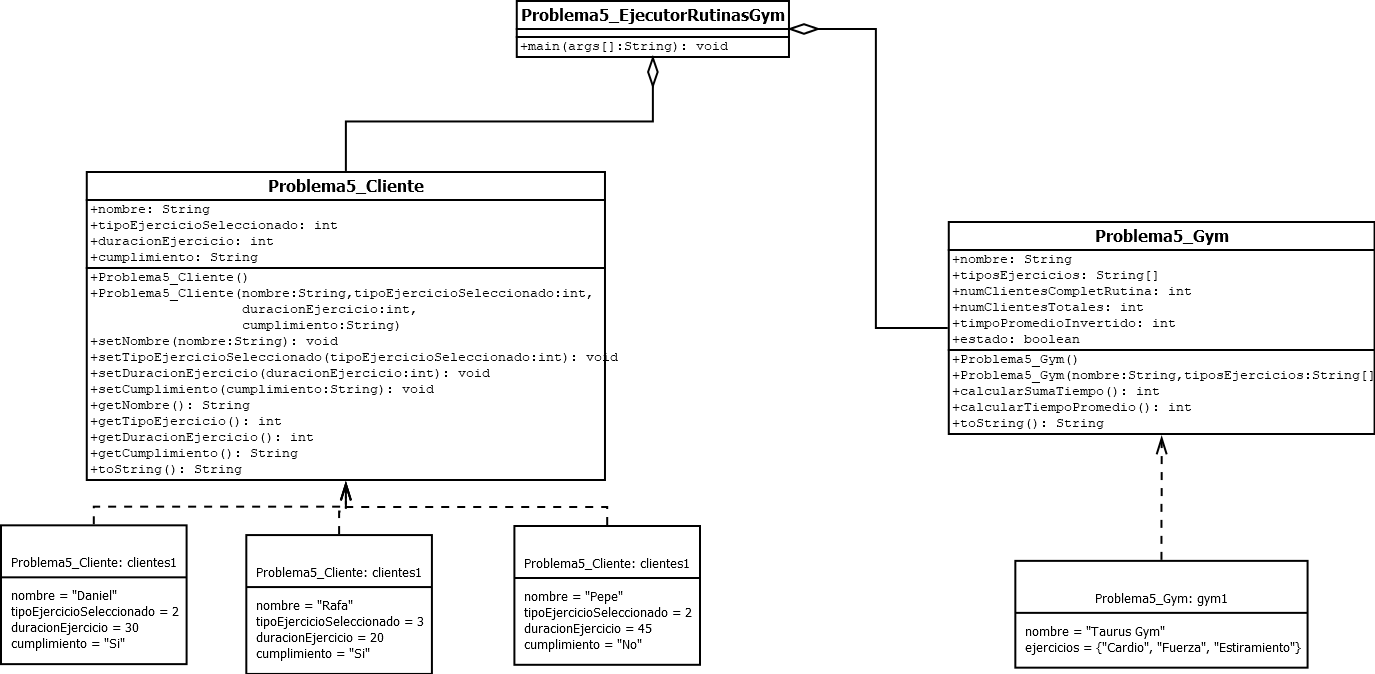 Problema5_EjecutorRutinasGym
+main(args[]:String): void
Problema5_Cliente
+nombre: String
+tipoEjercicioSeleccionado: int
+duracionEjercicio: int
+cumplimiento: String
+Problema5_Cliente()
+Problema5_Cliente(nombre:String,tipoEjercicioSeleccionado:int,
duracionEjercicio:int,
cumplimiento:String)
+setNombre(nombre:String): void
+setTipoEjercicioSeleccionado(tipoEjercicioSeleccionado:int): void
+setDuracionEjercicio(duracionEjercicio:int): void
+setCumplimiento(cumplimiento:String): void
+getNombre(): String
+getTipoEjercicio(): int
+getDuracionEjercicio(): int
+getCumplimiento(): String
+toString(): String
Problema5_Gym
+nombre: String
+tiposEjercicios: String[]
+numClientesCompletRutina: int
+numClientesTotales: int
+timpoPromedioInvertido: int
+estado: boolean
+Problema5_Gym()
+Problema5_Gym(nombre:String,tiposEjercicios:String[]
+calcularSumaTiempo(): int
+calcularTiempoPromedio(): int
+toString(): String
Problema5_Cliente: clientes1
nombre = "Daniel"
tipoEjercicioSeleccionado = 2
duracionEjercicio = 30
cumplimiento = "Si"
Problema5_Cliente: clientes1
nombre = "Rafa"
tipoEjercicioSeleccionado = 3
duracionEjercicio = 20
cumplimiento = "Si"
Problema5_Cliente: clientes1
nombre = "Pepe"
tipoEjercicioSeleccionado = 2
duracionEjercicio = 45
cumplimiento = "No"
Problema5_Gym: gym1
nombre = "Taurus Gym"
ejercicios = {"Cardio", "Fuerza", "Estiramiento"}